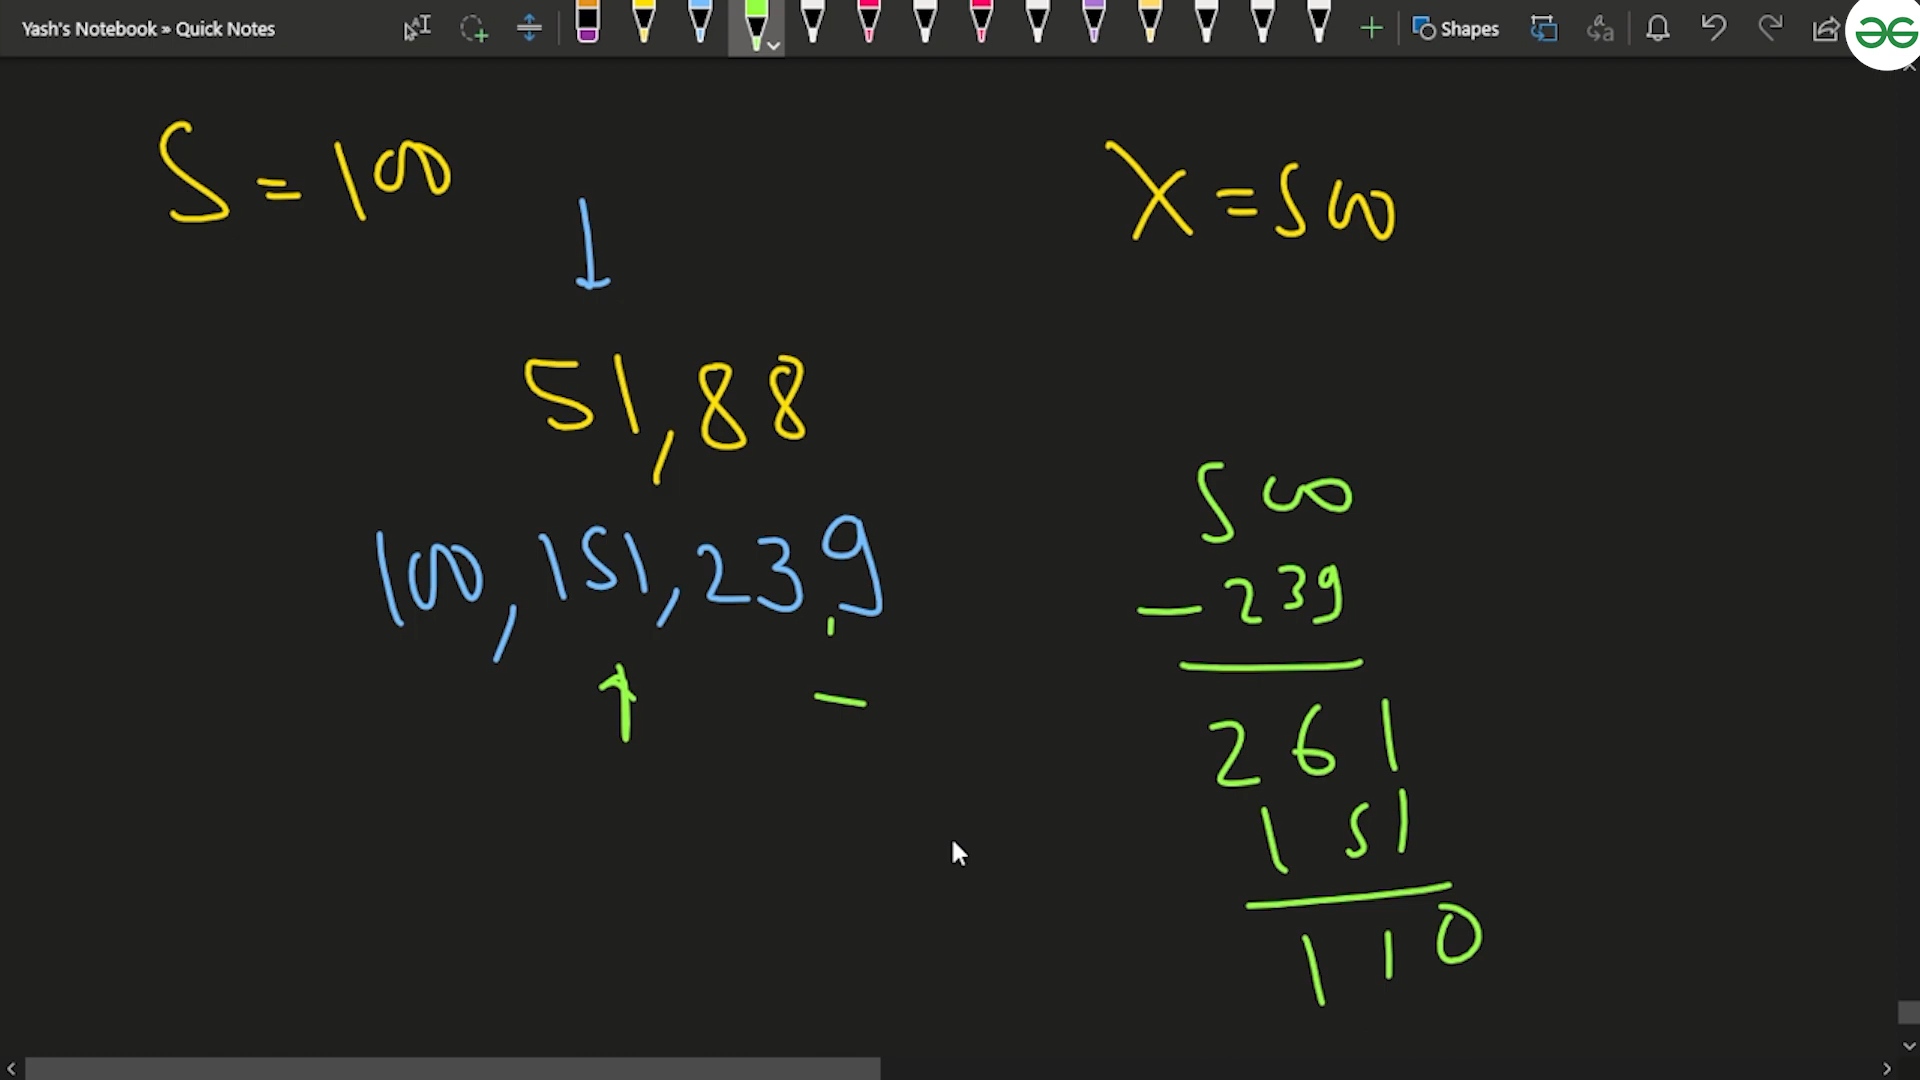 Yash's Notebook » Quick Notes
Shapes
S = 100
X = 500
51, 88
100, 151, 239
500
- 239
261
151
110